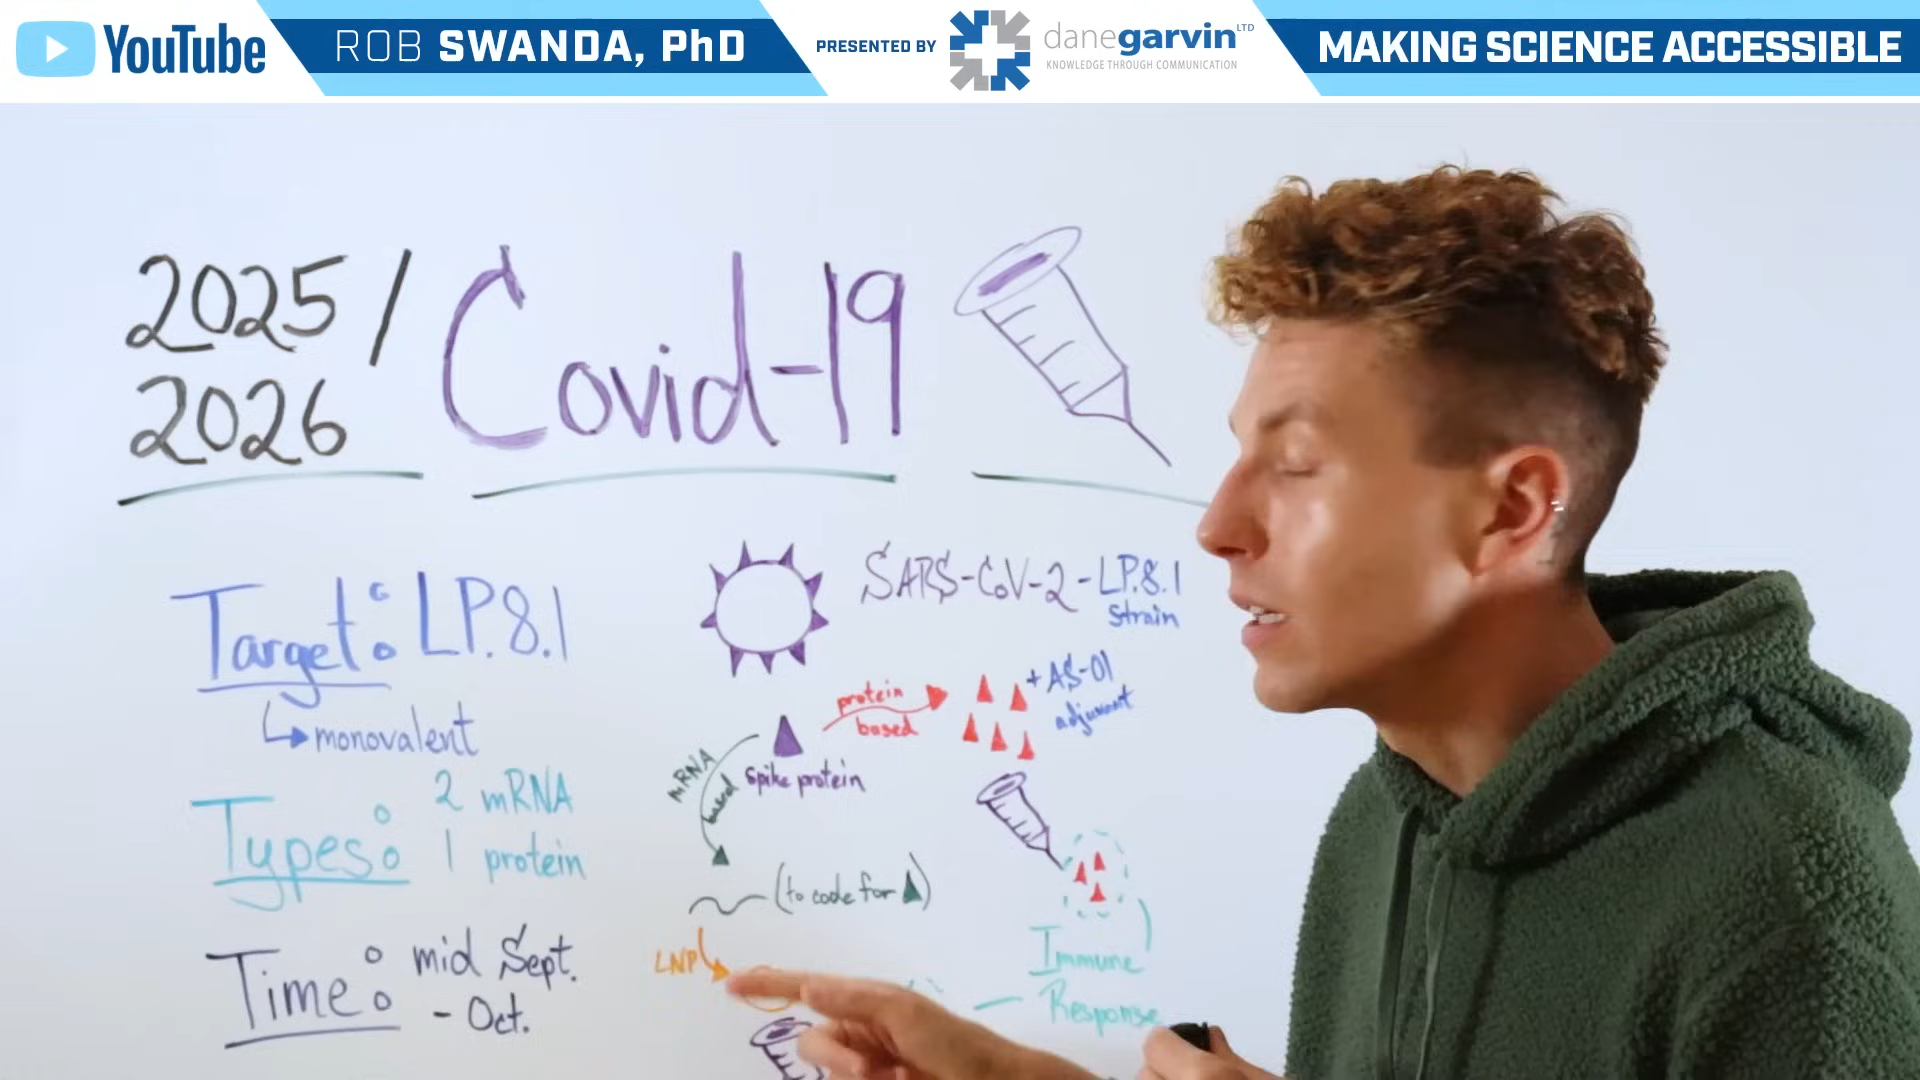 YouTube
ROB SWANDA, PhD
PRESENTED BY
danegarvin LTD
KNOWLEDGE THROUGH COMMUNICATION
MAKING SCIENCE ACCESSIBLE
2025/
2026
Covid-19
Target: LP.8.1
monovalent
Types: 2 mRNA
1 protein
Time: mid Sept.
- Oct.
SARS-CoV-2-LP.8.1
Strain
protein
based
+ AS-01
adjuvant
mRNA
based
Spike protein
(to code for )
LNP
Immune
Response